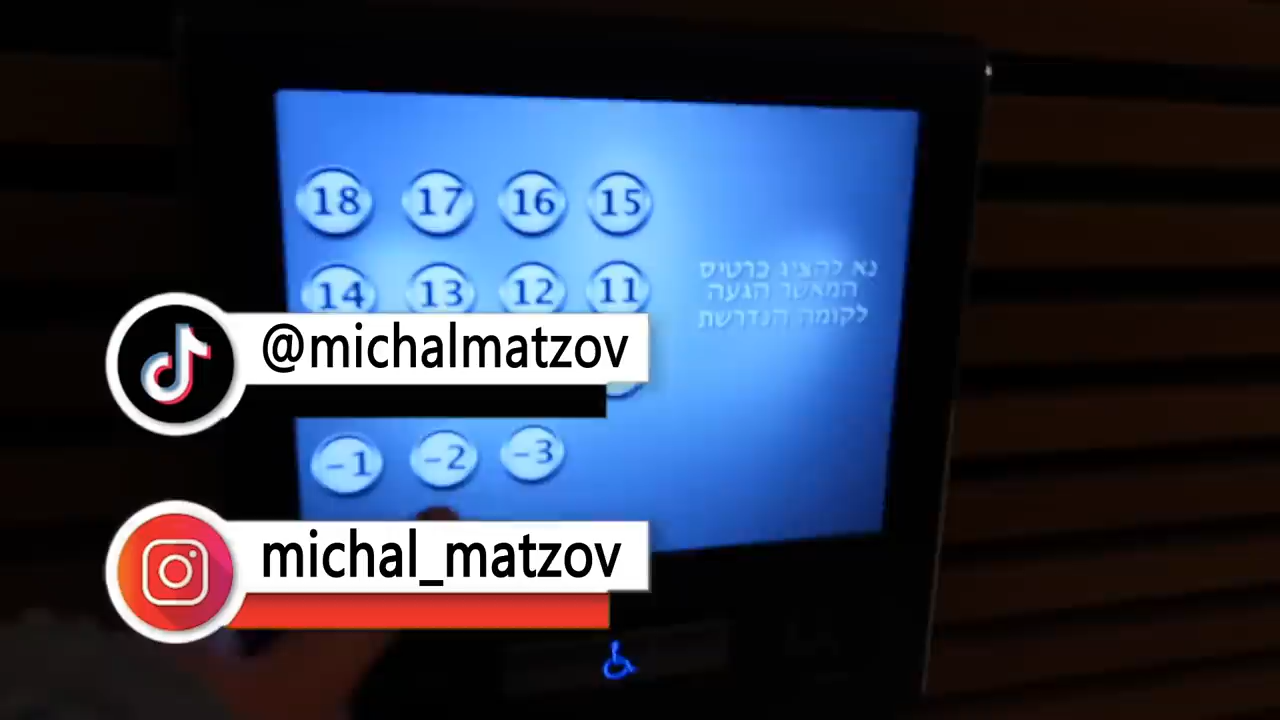 18 17 16 15
14 13 12 11
נא להציג כרטיס
המאשר הגעה
לקומה הנדרשת
@michalmatzov
-1 -2 -3
michal_matzov